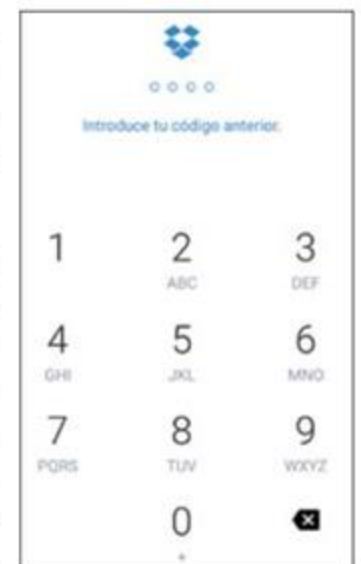 Introduce tu código anterior.
1 2 3
ABC DEF
4 5 6
GHI JKL MNO
7 8 9
PQRS TUV WXYZ
0
+